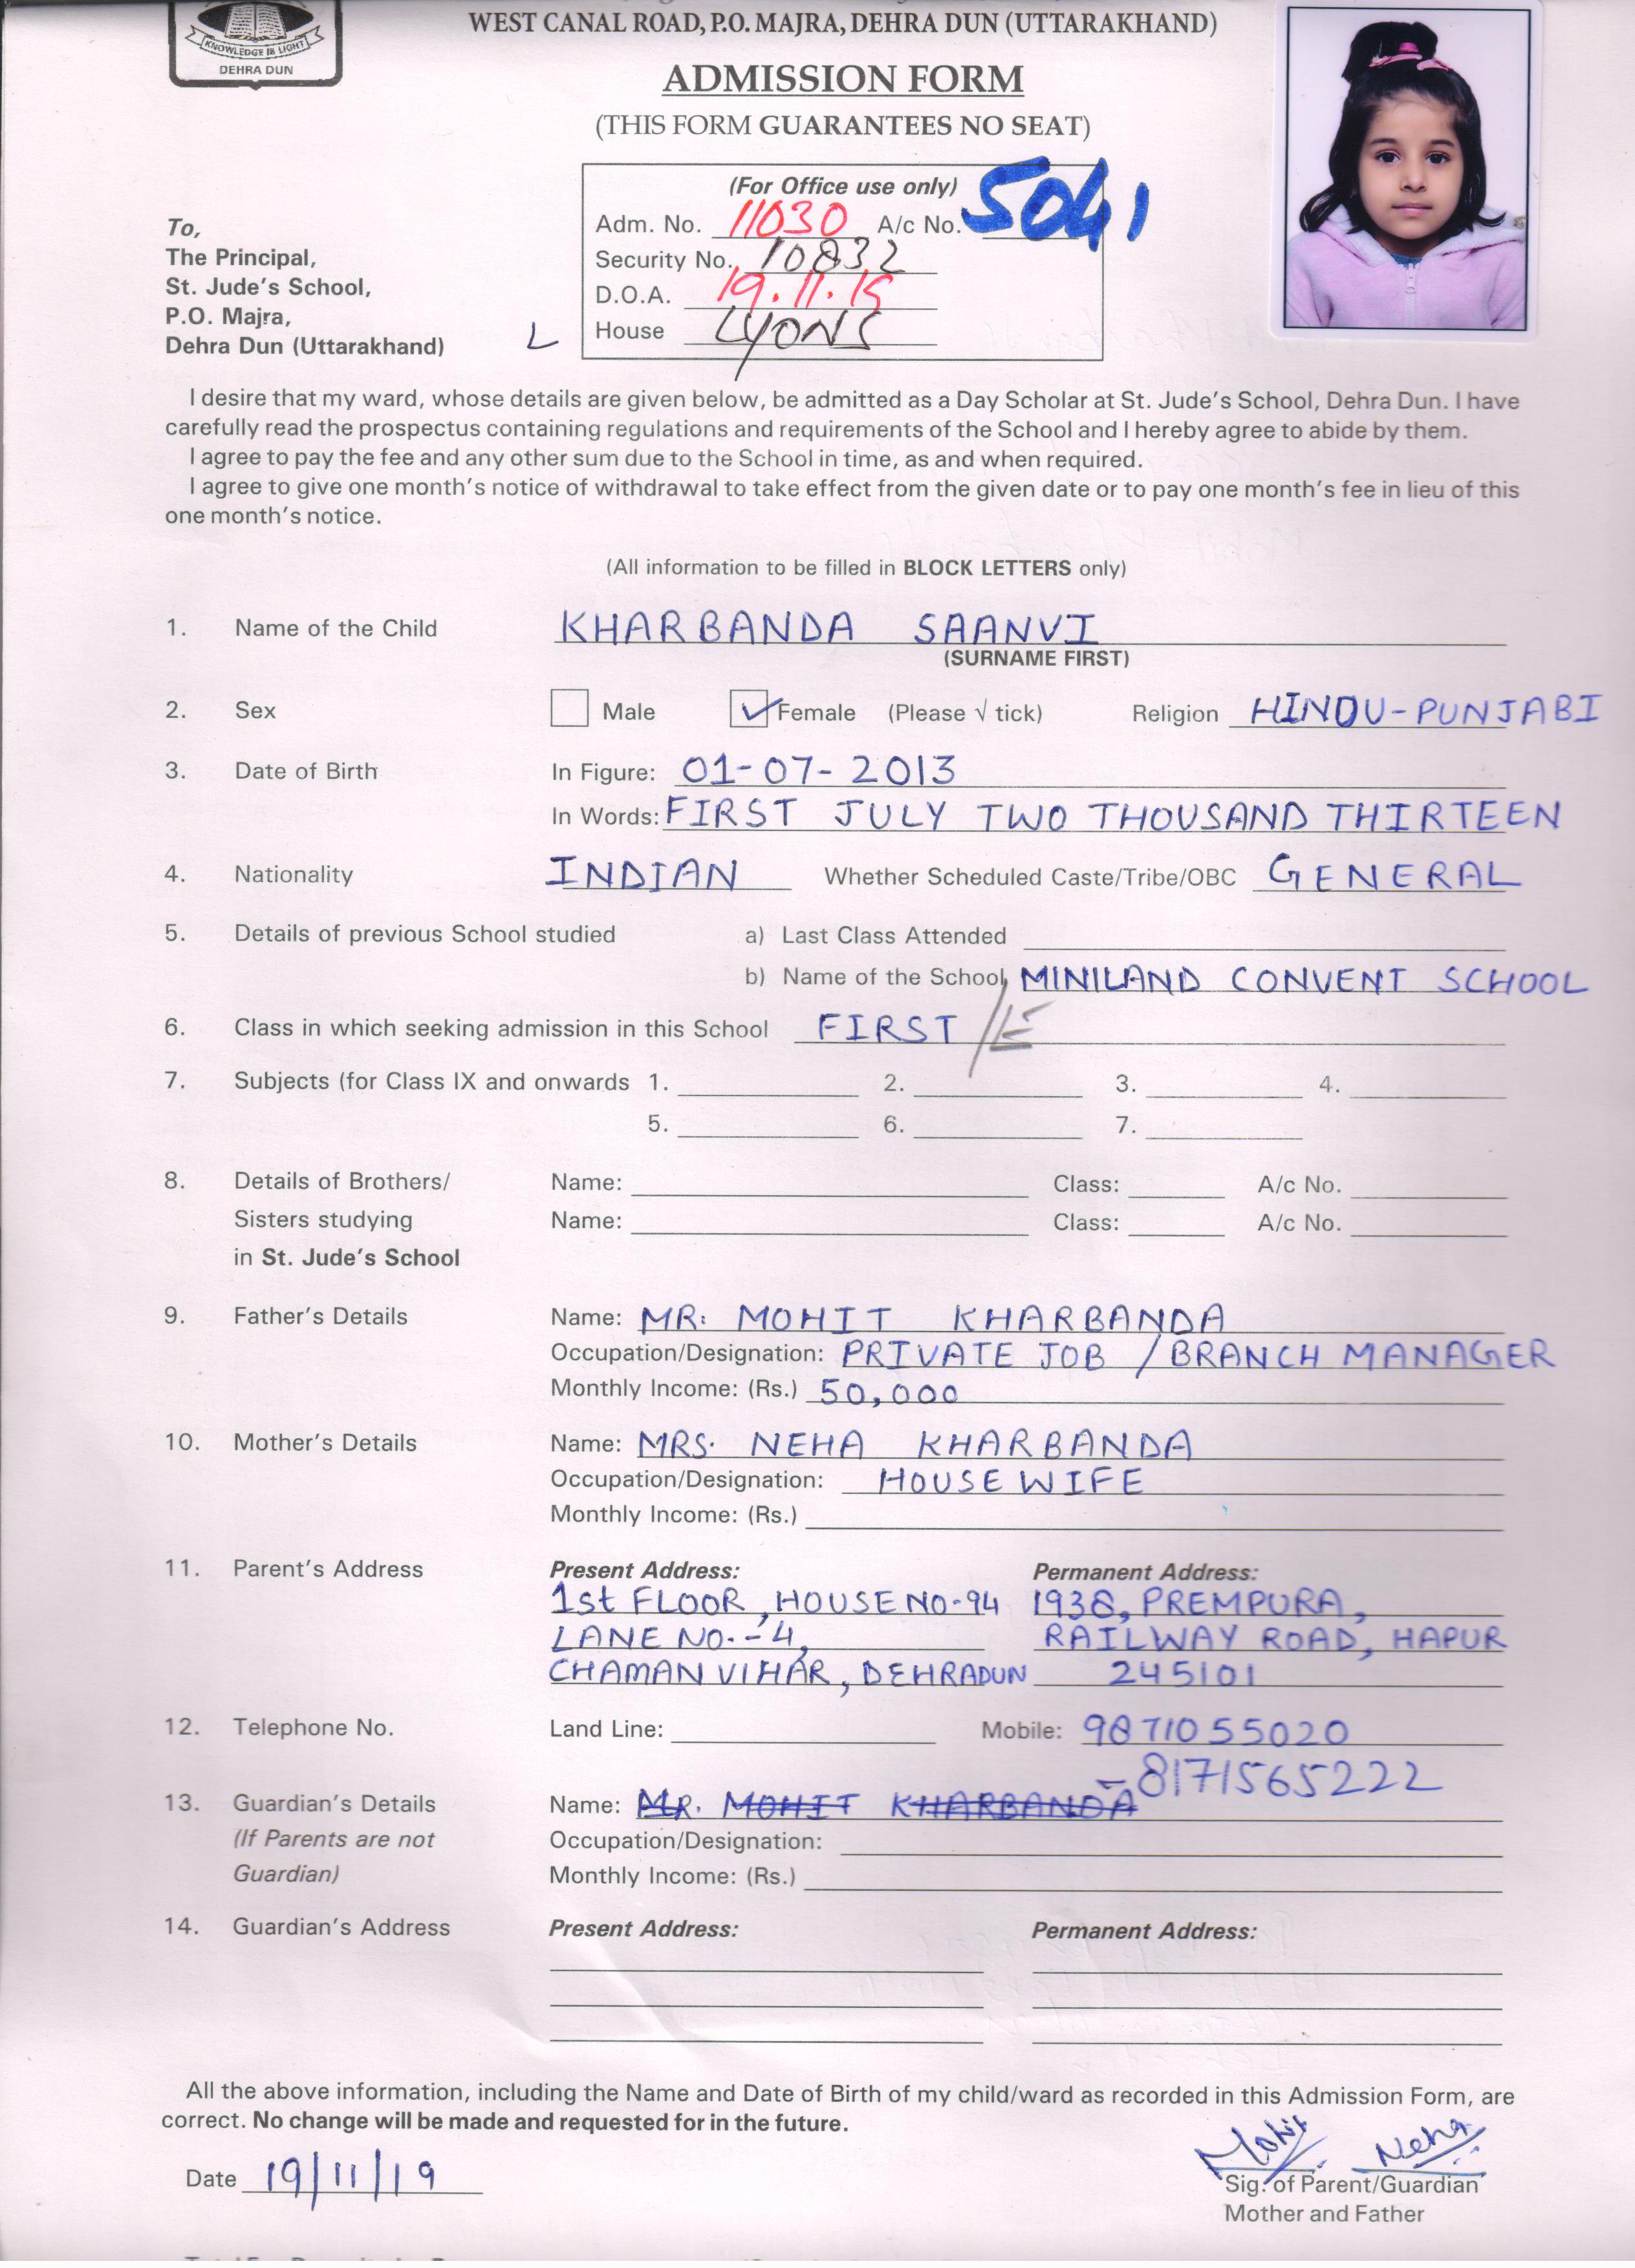 KNOWLEDGE IS LIGHT
DEHRA DUN
WEST CANAL ROAD, P.O. MAJRA, DEHRA DUN (UTTARAKHAND)
ADMISSION FORM
(THIS FORM GUARANTEES NO SEAT)
(For Office use only)
Adm. No. 11030 A/c No. 5041
Security No. 10832
D.O.A. 19.11.19
House LYONS
L
To,
The Principal,
St. Jude's School,
P.O. Majra,
Dehra Dun (Uttarakhand)
I desire that my ward, whose details are given below, be admitted as a Day Scholar at St. Jude's School, Dehra Dun. I have
carefully read the prospectus containing regulations and requirements of the School and I hereby agree to abide by them.
I agree to pay the fee and any other sum due to the School in time, as and when required.
I agree to give one month's notice of withdrawal to take effect from the given date or to pay one month's fee in lieu of this
one month's notice.
(All information to be filled in BLOCK LETTERS only)
1. Name of the Child KHARBANDA SAANVI
(SURNAME FIRST)
2. Sex Male Female (Please √ tick) Religion HINDU-PUNJABI
3. Date of Birth In Figure: 01-07-2013
In Words: FIRST JULY TWO THOUSAND THIRTEEN
4. Nationality INDIAN Whether Scheduled Caste/Tribe/OBC GENERAL
5. Details of previous School studied a) Last Class Attended
b) Name of the School MINILAND CONVENT SCHOOL
6. Class in which seeking admission in this School FIRST /E
7. Subjects (for Class IX and onwards 1. 2. 3. 4.
5. 6. 7.
8. Details of Brothers/ Name: Class: A/c No.
Sisters studying Name: Class: A/c No.
in St. Jude's School
9. Father's Details Name: MR. MOHIT KHARBANDA
Occupation/Designation: PRIVATE JOB / BRANCH MANAGER
Monthly Income: (Rs.) 50,000
10. Mother's Details Name: MRS. NEHA KHARBANDA
Occupation/Designation: HOUSE WIFE
Monthly Income: (Rs.)
11. Parent's Address Present Address: Permanent Address:
1st FLOOR, HOUSE NO-94 1938, PREMPURA,
LANE NO.-4, RAILWAY ROAD, HAPUR
CHAMAN VIHAR, DEHRADUN 245101
12. Telephone No. Land Line: Mobile: 9871055020
-8171565222
13. Guardian's Details Name: MR. MOHIT KHARBANDA
(If Parents are not Occupation/Designation:
Guardian) Monthly Income: (Rs.)
14. Guardian's Address Present Address: Permanent Address:
All the above information, including the Name and Date of Birth of my child/ward as recorded in this Admission Form, are
correct. No change will be made and requested for in the future.
Mohit Neha
Date 19/11/19
Sig. of Parent/Guardian
Mother and Father